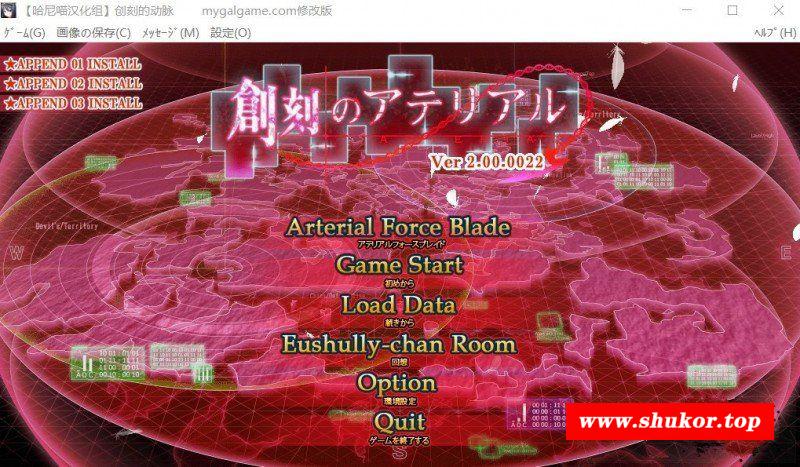 【哈尼喵汉化组】创刻的动脉 mygalgame.com修改版
ｹﾞｰﾑ(G) 画像の保存(C) ﾒｯｾｰｼﾞ(M) 設定(O) ﾍﾙﾌﾟ(H)
★APPEND 01 INSTALL
★APPEND 02 INSTALL
★APPEND 03 INSTALL
創刻のアテリアル
Ver 2.00.0022
Devil's/Territory
Arterial Force Blade
アテリアルフォースブレイド
Game Start
初めから
Load Data
続きから
Eushully-chan Room
回想
Option
環境設定
Quit
ゲームを終了する
W
E
S
www.shukor.top